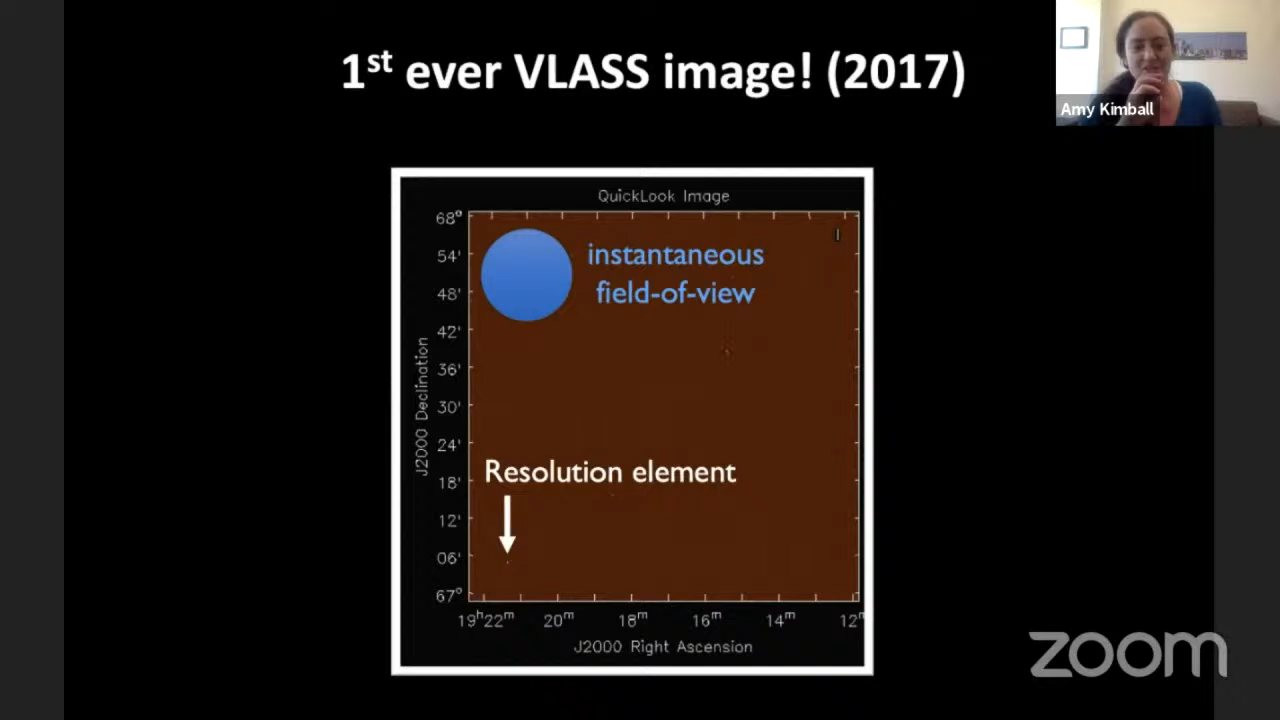 1st ever VLASS image! (2017)
Amy Kimball
QuickLook Image
68°
54'
48'
42'
36'
30'
24'
18'
12'
06'
67°
J2000 Declination
instantaneous
field-of-view
Resolution element
19h22m 20m 18m 16m 14m 12m
J2000 Right Ascension
zoom